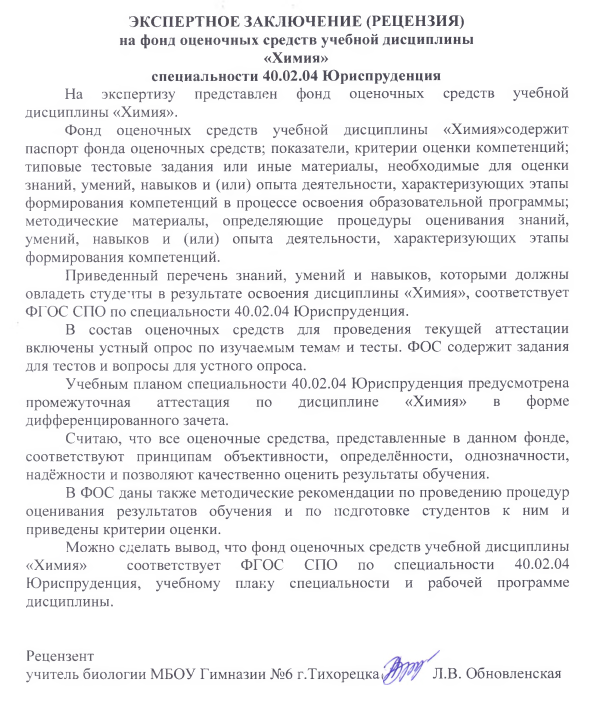 ЭКСПЕРТНОЕ ЗАКЛЮЧЕНИЕ (РЕЦЕНЗИЯ)
на фонд оценочных средств учебной дисциплины
«Химия»
специальности 40.02.04 Юриспруденция
На экспертизу представлен фонд оценочных средств учебной
дисциплины «Химия».
Фонд оценочных средств учебной дисциплины «Химия»содержит
паспорт фонда оценочных средств; показатели, критерии оценки компетенций;
типовые тестовые задания или иные материалы, необходимые для оценки
знаний, умений, навыков и (или) опыта деятельности, характеризующих этапы
формирования компетенций в процессе освоения образовательной программы;
методические материалы, определяющие процедуры оценивания знаний,
умений, навыков и (или) опыта деятельности, характеризующих этапы
формирования компетенций.
Приведенный перечень знаний, умений и навыков, которыми должны
овладеть студенты в результате освоения дисциплины «Химия», соответствует
ФГОС СПО по специальности 40.02.04 Юриспруденция.
В состав оценочных средств для проведения текущей аттестации
включены устный опрос по изучаемым темам и тесты. ФОС содержит задания
для тестов и вопросы для устного опроса.
Учебным планом специальности 40.02.04 Юриспруденция предусмотрена
промежуточная аттестация по дисциплине «Химия» в форме
дифференцированного зачета.
Считаю, что все оценочные средства, представленные в данном фонде,
соответствуют принципам объективности, определённости, однозначности,
надёжности и позволяют качественно оценить результаты обучения.
В ФОС даны также методические рекомендации по проведению процедур
оценивания результатов обучения и по подготовке студентов к ним и
приведены критерии оценки.
Можно сделать вывод, что фонд оценочных средств учебной дисциплины
«Химия» соответствует ФГОС СПО по специальности 40.02.04
Юриспруденция, учебному плану специальности и рабочей программе
дисциплины.
Рецензент
учитель биологии МБОУ Гимназии №6 г.Тихорецка Л.В. Обновленская